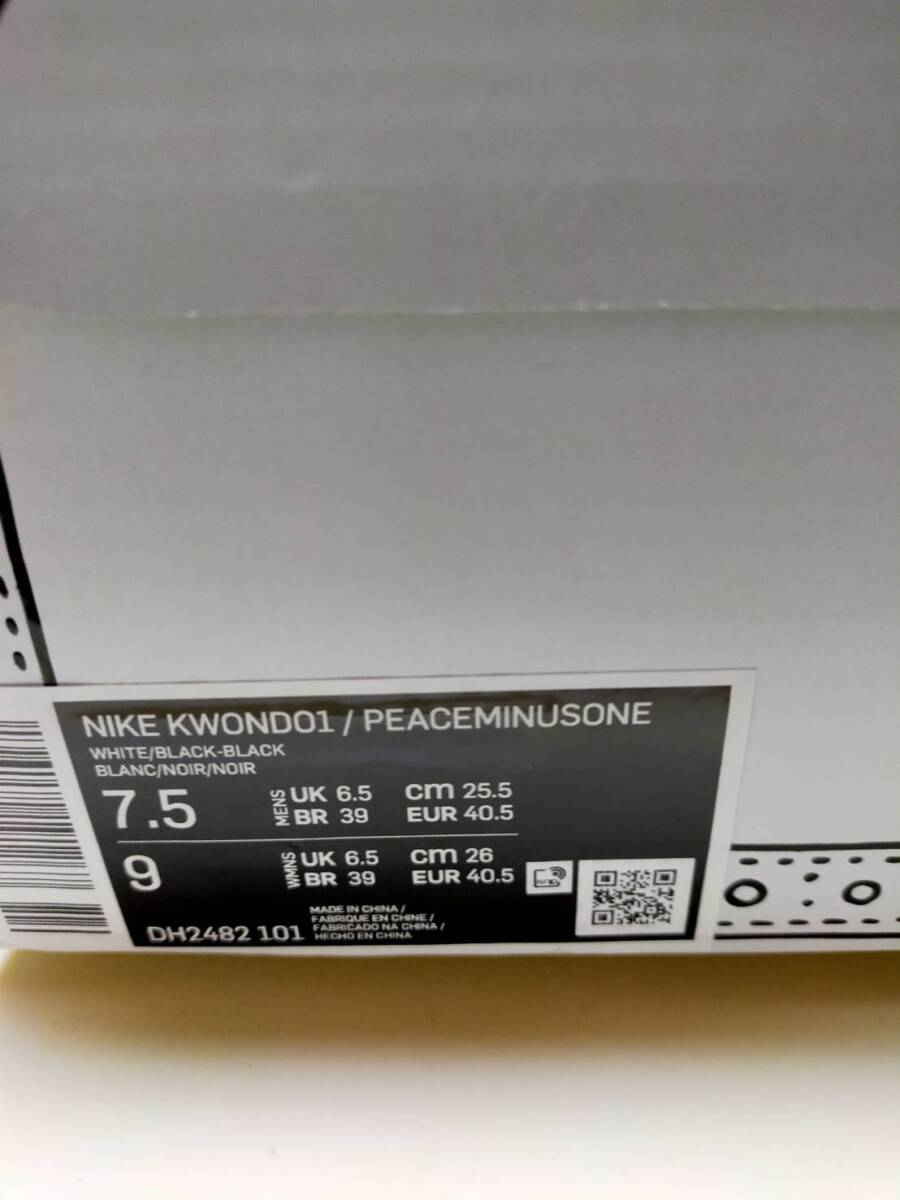 NIKE KWONDO1 / PEACEMINUSONE
WHITE/BLACK-BLACK
BLANC/NOIR/NOIR
7.5 MENS UK 6.5 cm 25.5
BR 39 EUR 40.5
9 WMNS UK 6.5 cm 26
BR 39 EUR 40.5
MADE IN CHINA /
FABRIQUE EN CHINE /
FABRICADO NA CHINA /
HECHO EN CHINA
DH2482 101